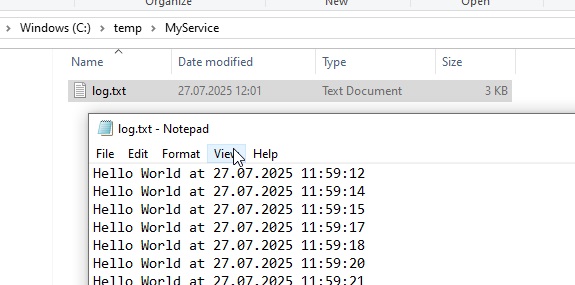 Organize New Open
Windows (C:) > temp > MyService
Name Date modified Type Size
log.txt 27.07.2025 12:01 Text Document 3 KB
log.txt - Notepad
File Edit Format View Help
Hello World at 27.07.2025 11:59:12
Hello World at 27.07.2025 11:59:14
Hello World at 27.07.2025 11:59:15
Hello World at 27.07.2025 11:59:17
Hello World at 27.07.2025 11:59:18
Hello World at 27.07.2025 11:59:20
Hello World at 27.07.2025 11:59:21